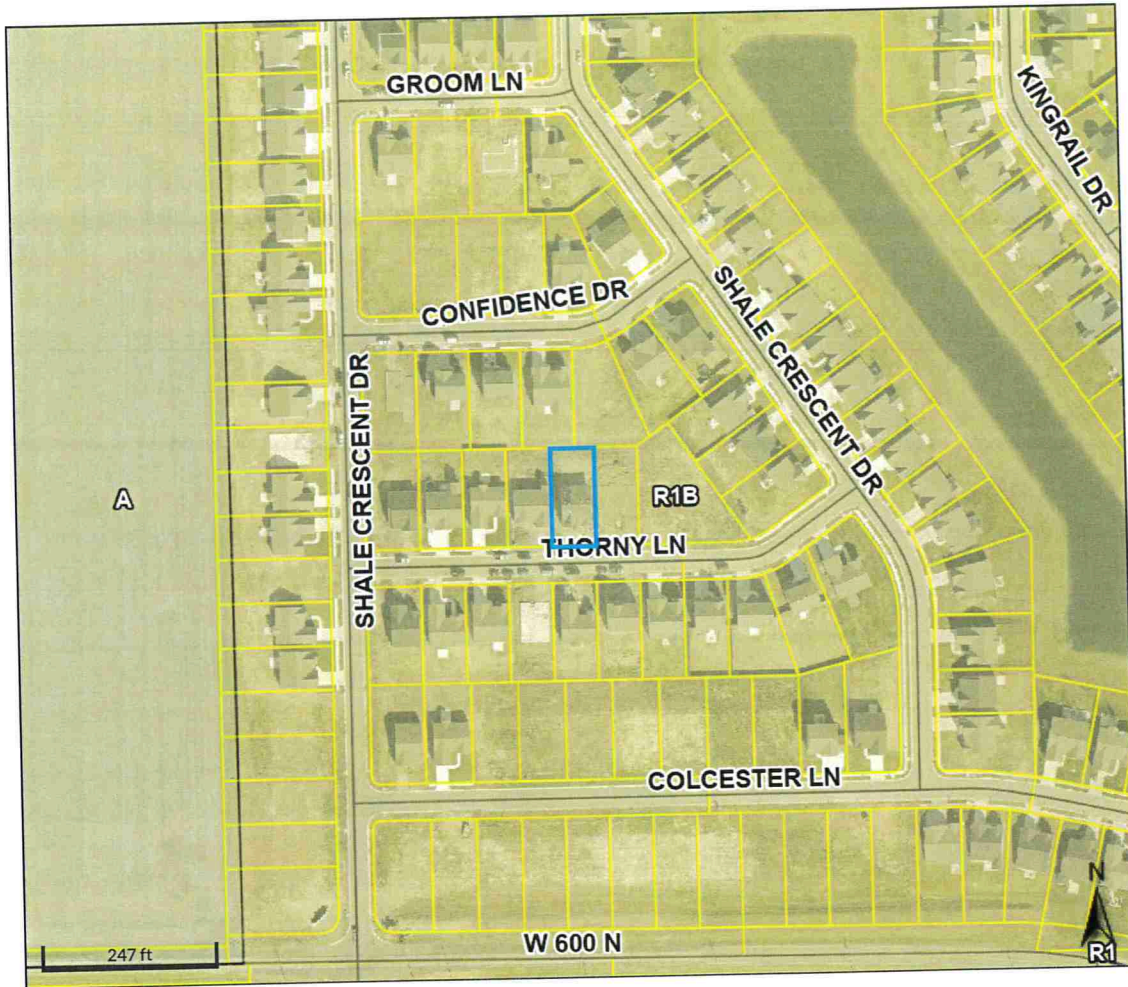 GROOM LN
KINGRAIL DR
CONFIDENCE DR
SHALE CRESCENT DR
SHALE CRESCENT DR
A
R1B
THORNY LN
COLCESTER LN
N
W 600 N
247 ft
R1